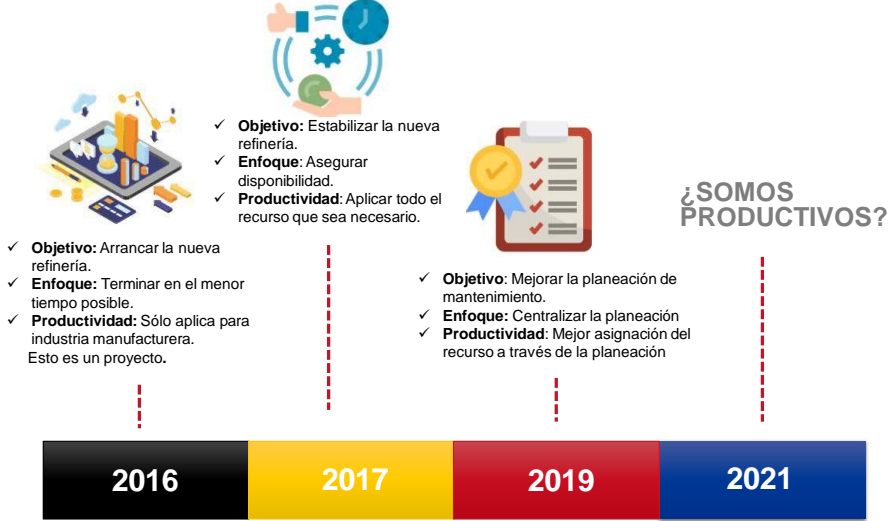 ✓ Objetivo: Arrancar la nueva
refinería.
✓ Enfoque: Terminar en el menor
tiempo posible.
✓ Productividad: Sólo aplica para
industria manufacturera.
Esto es un proyecto.
✓ Objetivo: Estabilizar la nueva
refinería.
✓ Enfoque: Asegurar
disponibilidad.
✓ Productividad: Aplicar todo el
recurso que sea necesario.
✓ Objetivo: Mejorar la planeación de
mantenimiento.
✓ Enfoque: Centralizar la planeación
✓ Productividad: Mejor asignación del
recurso a través de la planeación
¿SOMOS
PRODUCTIVOS?
2016
2017
2019
2021